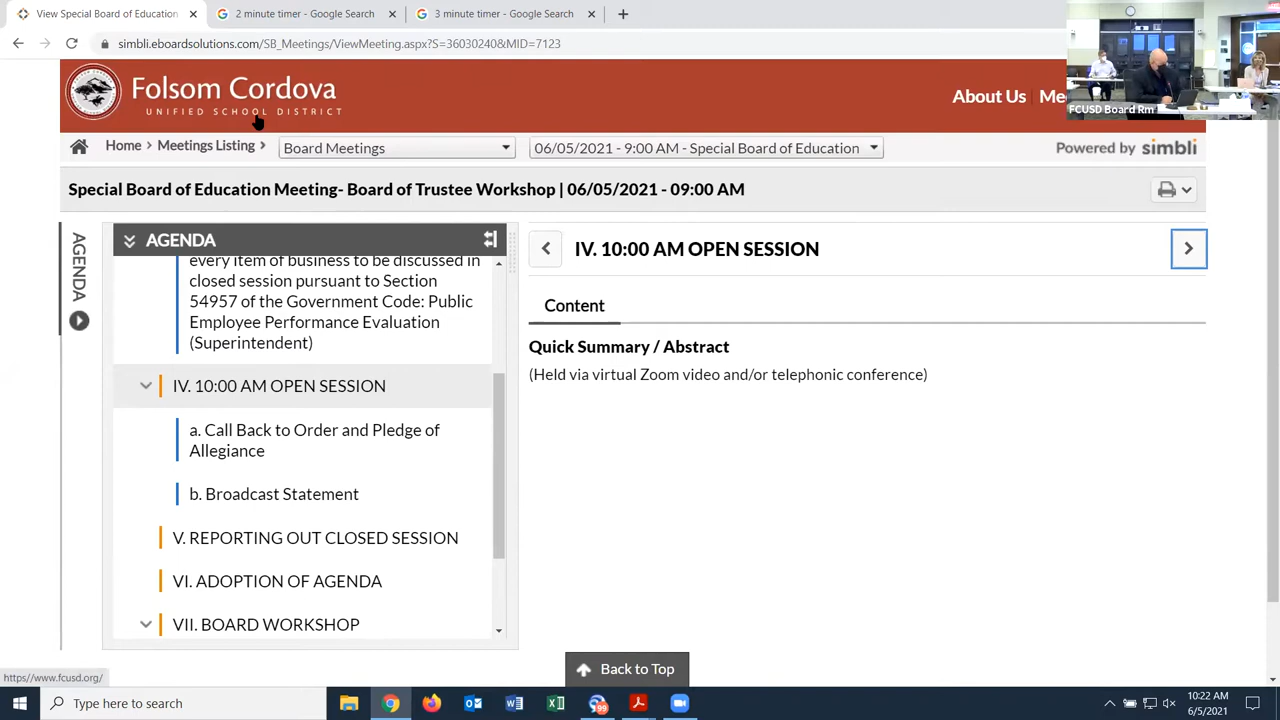 View Special Board of Education
2 minute timer - Google Search
3 minute timer - Google Search
simbli.eboardsolutions.com/SB_Meetings/ViewMeeting.aspx
Folsom Cordova
UNIFIED SCHOOL DISTRICT
About Us
FCUSD Board Rm
Home
Meetings Listing
Board Meetings
06/05/2021 - 9:00 AM - Special Board of Education
Powered by simbli
Special Board of Education Meeting- Board of Trustee Workshop | 06/05/2021 - 09:00 AM
AGENDA
AGENDA
every item of business to be discussed in
closed session pursuant to Section
54957 of the Government Code: Public
Employee Performance Evaluation
(Superintendent)
IV. 10:00 AM OPEN SESSION
a. Call Back to Order and Pledge of
Allegiance
b. Broadcast Statement
V. REPORTING OUT CLOSED SESSION
VI. ADOPTION OF AGENDA
VII. BOARD WORKSHOP
IV. 10:00 AM OPEN SESSION
Content
Quick Summary / Abstract
(Held via virtual Zoom video and/or telephonic conference)
Back to Top
https//www.fcusd.org/
Type here to search
99
10:22 AM
6/5/2021